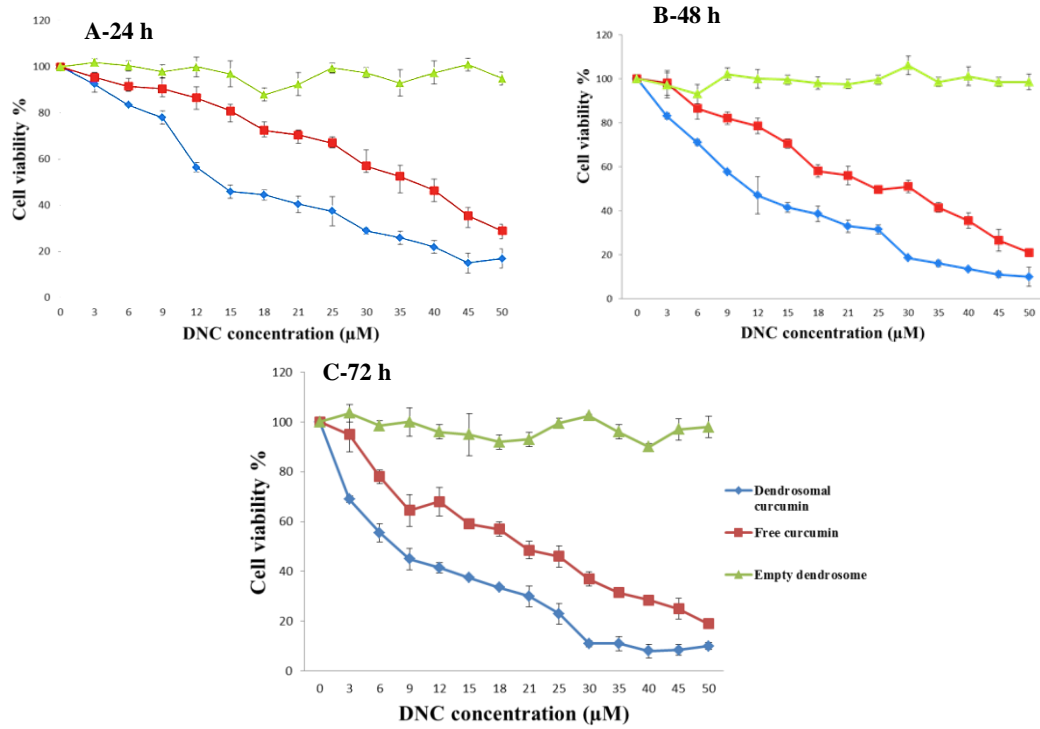 A-24 h
120
100
80
60
40
20
0
Cell viability %
0 3 6 9 12 15 18 21 25 30 35 40 45 50
DNC concentration (µM)
B-48 h
120
100
80
60
40
20
0
Cell viability %
0 3 6 9 12 15 18 21 25 30 35 40 45 50
DNC concentration (µM)
C-72 h
120
100
80
60
40
20
0
Cell viability %
0 3 6 9 12 15 18 21 25 30 35 40 45 50
DNC concentration (µM)
Dendrosomal
curcumin
Free curcumin
Empty dendrosome